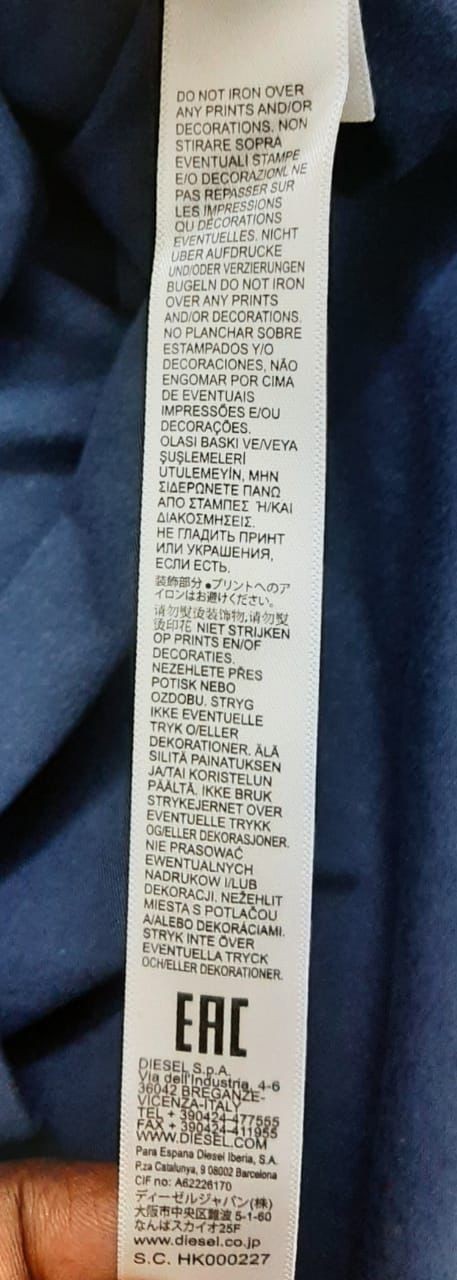 DO NOT IRON OVER
ANY PRINTS AND/OR
DECORATIONS. NON
STIRARE SOPRA
EVENTUALI STAMPE
E/O DECORAZIONI. NE
PAS REPASSER SUR
LES IMPRESSIONS
OU DÉCORATIONS
EVENTUELLES. NICHT
UBER AUFDRUCKE
UND/ODER VERZIERUNGEN
BUGELN DO NOT IRON
OVER ANY PRINTS
AND/OR DECORATIONS.
NO PLANCHAR SOBRE
ESTAMPADOS Y/O
DECORACIONES, NÃO
ENGOMAR POR CIMA
DE EVENTUAIS
IMPRESSÕES E/OU
DECORAÇÕES.
OLASI BASKI VE/VEYA
ŞUŞLEMELERİ
UTULEMEYİN, ΜΗΝ
ΣΙΔΕΡΩΝΕΤΕ ΠΑΝΩ
ΑΠΟ ΣΤΑΜΠΕΣ Ή/ΚΑΙ
ΔΙΑΚΟΣΜΗΣΕΙΣ.
НЕ ГЛАДИТЬ ПРИНТ
ИЛИ УКРАШЕНИЯ,
ЕСЛИ ЕСТЬ.
装飾部分●プリントへのア
イロンはお避けください。
请勿熨烫装饰物,请勿熨
烫印花 NIET STRIJKEN
OP PRINTS EN/OF
DECORATIES.
NEZEHLETE PŘES
POTISK NEBO
OZDOBU. STRYG
IKKE EVENTUELLE
TRYK O/ELLER
DEKORATIONER. ÄLÄ
SILITÄ PAINATUKSEN
JA/TAI KORISTELUN
PÄÄLTÄ. IKKE BRUK
STRYKEJERNET OVER
EVENTUELLE TRYKK
OG/ELLER DEKORASJONER.
NIE PRASOWAĆ
EWENTUALNYCH
NADRUKOW I/LUB
DEKORACJI. NEŽEHLIT
MIESTA S POTLAČOU
A/ALEBO DEKORÁCIAMI.
STRYK INTE ÖVER
EVENTUELLA TRYCK
OCH/ELLER DEKORATIONER.
EAC
DIESEL S.p.A.
Via dell'Industria, 4-6
36042 BREGANZE-
VICENZA-ITALY
TEL + 390424-477555
FAX + 390424-411955
WWW.DIESEL.COM
Para Espana Diesel Iberia, S.A.
P.za Catalunya, 9 08002 Barcelona
CIF no: A62226170
ディーゼルジャパン(株)
大阪市中央区難波 5-1-60
なんばスカイオ25F
www.diesel.co.jp
S.C. HK000227